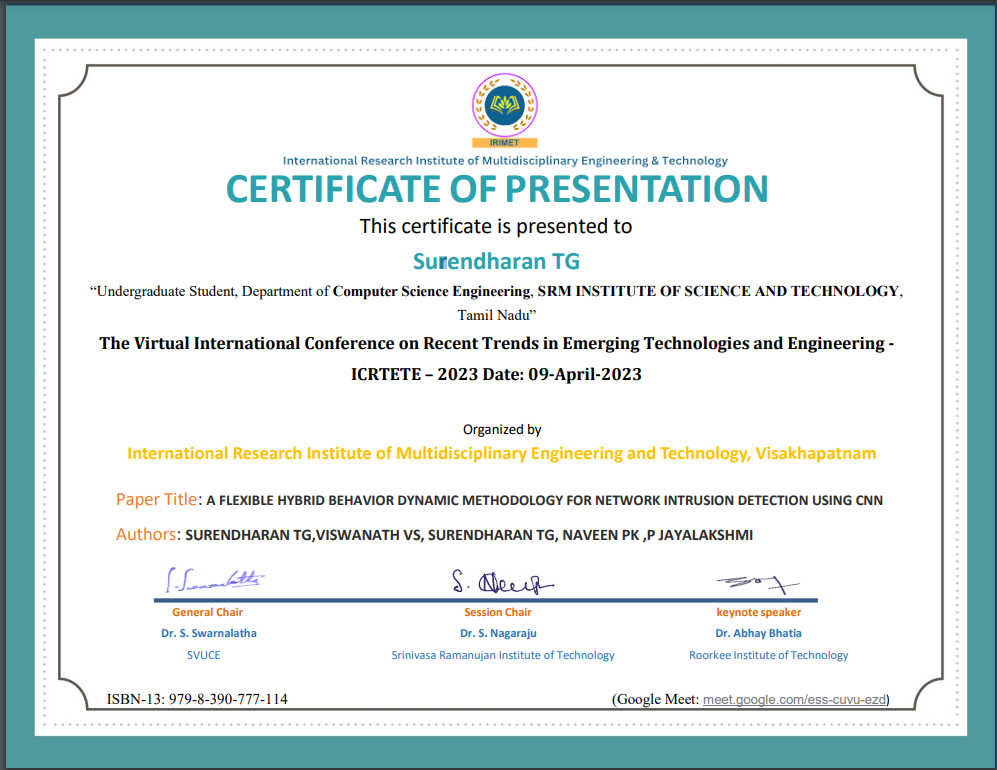 IRIMET
International Research Institute of Multidisciplinary Engineering & Technology
CERTIFICATE OF PRESENTATION
This certificate is presented to
Surendharan TG
“Undergraduate Student, Department of Computer Science Engineering, SRM INSTITUTE OF SCIENCE AND TECHNOLOGY,
Tamil Nadu”
The Virtual International Conference on Recent Trends in Emerging Technologies and Engineering -
ICRTETE – 2023 Date: 09-April-2023
Organized by
International Research Institute of Multidisciplinary Engineering and Technology, Visakhapatnam
Paper Title: A FLEXIBLE HYBRID BEHAVIOR DYNAMIC METHODOLOGY FOR NETWORK INTRUSION DETECTION USING CNN
Authors: SURENDHARAN TG,VISWANATH VS, SURENDHARAN TG, NAVEEN PK ,P JAYALAKSHMI
General Chair Session Chair keynote speaker
Dr. S. Swarnalatha Dr. S. Nagaraju Dr. Abhay Bhatia
SVUCE Srinivasa Ramanujan Institute of Technology Roorkee Institute of Technology
ISBN-13: 979-8-390-777-114 (Google Meet: meet.google.com/ess-cuvu-ezd)